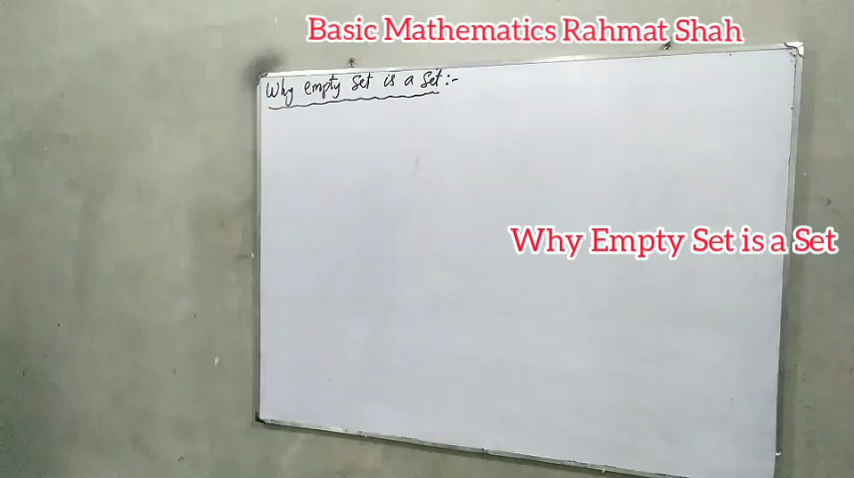 Basic Mathematics Rahmat Shah
Why empty set is a set:-
Why Empty Set is a Set